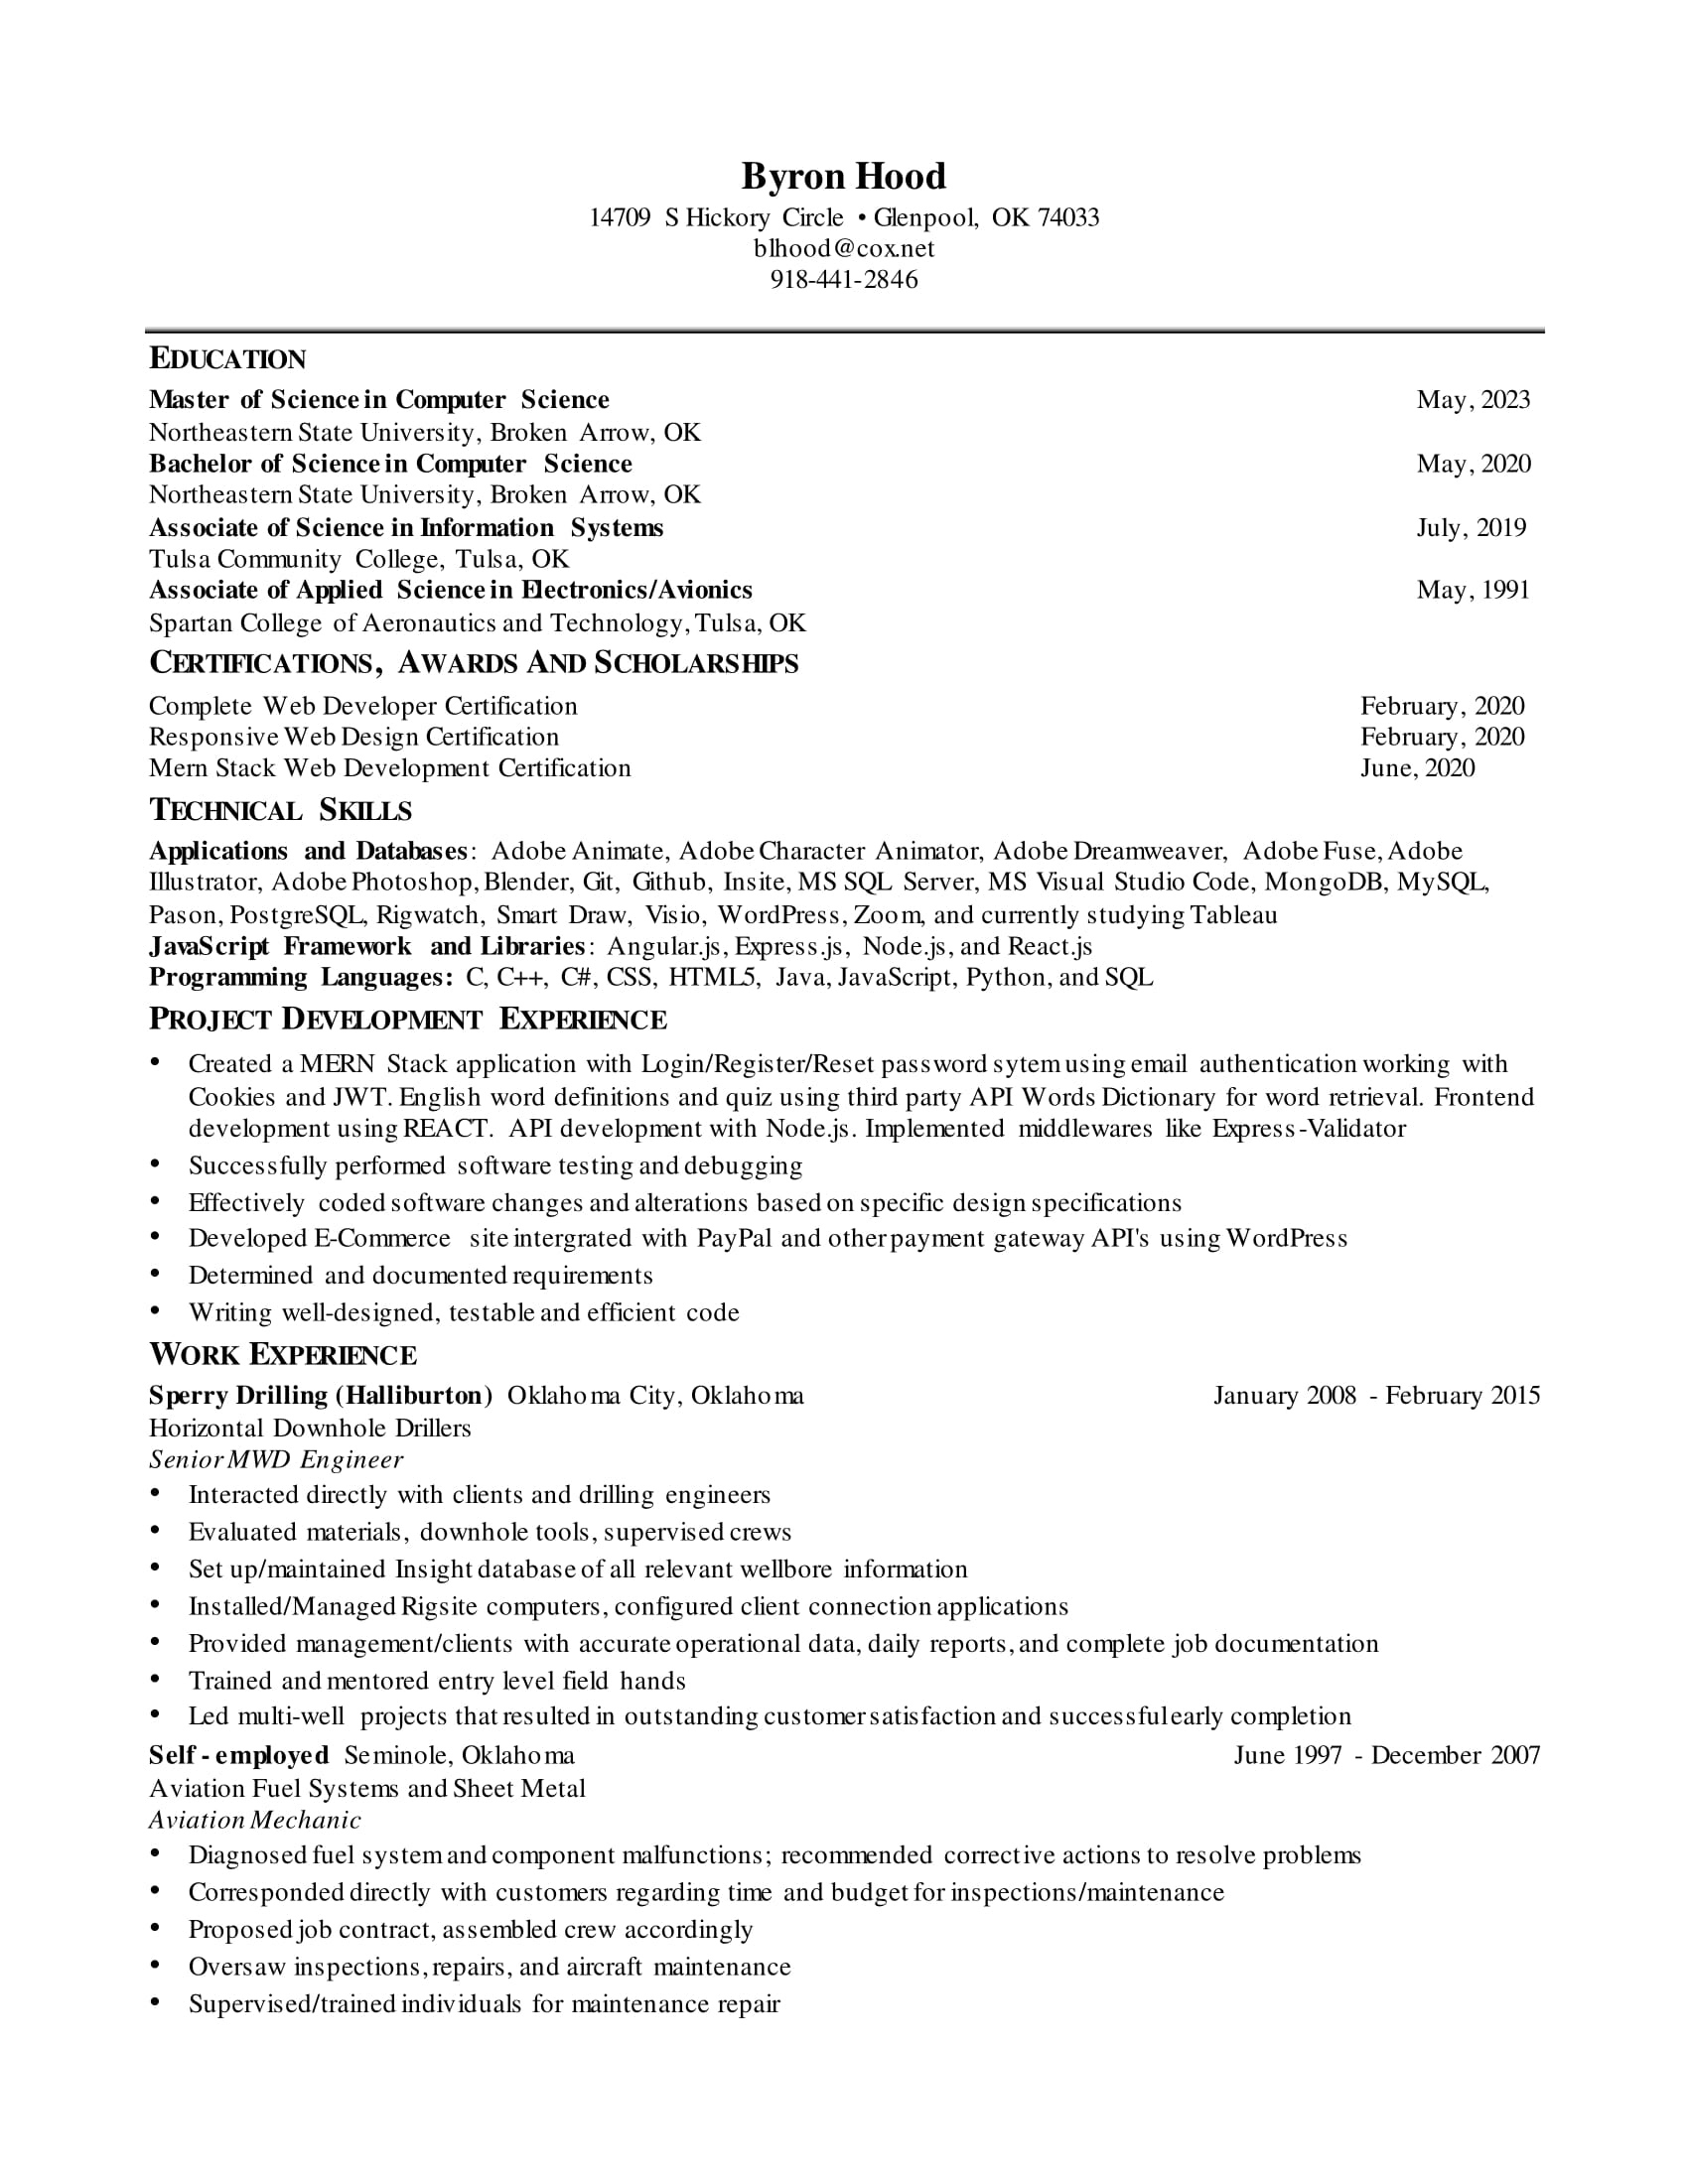 Byron Hood
14709 S Hickory Circle • Glenpool, OK 74033
blhood@cox.net
918-441-2846
EDUCATION
Master of Science in Computer Science May, 2023
Northeastern State University, Broken Arrow, OK
Bachelor of Science in Computer Science May, 2020
Northeastern State University, Broken Arrow, OK
Associate of Science in Information Systems July, 2019
Tulsa Community College, Tulsa, OK
Associate of Applied Science in Electronics/Avionics May, 1991
Spartan College of Aeronautics and Technology, Tulsa, OK
CERTIFICATIONS, AWARDS AND SCHOLARSHIPS
Complete Web Developer Certification February, 2020
Responsive Web Design Certification February, 2020
Mern Stack Web Development Certification June, 2020
TECHNICAL SKILLS
Applications and Databases: Adobe Animate, Adobe Character Animator, Adobe Dreamweaver, Adobe Fuse, Adobe
Illustrator, Adobe Photoshop, Blender, Git, Github, Insite, MS SQL Server, MS Visual Studio Code, MongoDB, MySQL,
Pason, PostgreSQL, Rigwatch, Smart Draw, Visio, WordPress, Zoom, and currently studying Tableau
JavaScript Framework and Libraries: Angular.js, Express.js, Node.js, and React.js
Programming Languages: C, C++, C#, CSS, HTML5, Java, JavaScript, Python, and SQL
PROJECT DEVELOPMENT EXPERIENCE
• Created a MERN Stack application with Login/Register/Reset password sytem using email authentication working with
Cookies and JWT. English word definitions and quiz using third party API Words Dictionary for word retrieval. Frontend
development using REACT. API development with Node.js. Implemented middlewares like Express-Validator
• Successfully performed software testing and debugging
• Effectively coded software changes and alterations based on specific design specifications
• Developed E-Commerce site intergrated with PayPal and other payment gateway API's using WordPress
• Determined and documented requirements
• Writing well-designed, testable and efficient code
WORK EXPERIENCE
Sperry Drilling (Halliburton) Oklahoma City, Oklahoma January 2008 - February 2015
Horizontal Downhole Drillers
Senior MWD Engineer
• Interacted directly with clients and drilling engineers
• Evaluated materials, downhole tools, supervised crews
• Set up/maintained Insight database of all relevant wellbore information
• Installed/Managed Rigsite computers, configured client connection applications
• Provided management/clients with accurate operational data, daily reports, and complete job documentation
• Trained and mentored entry level field hands
• Led multi-well projects that resulted in outstanding customer satisfaction and successful early completion
Self - employed Seminole, Oklahoma June 1997 - December 2007
Aviation Fuel Systems and Sheet Metal
Aviation Mechanic
• Diagnosed fuel system and component malfunctions; recommended corrective actions to resolve problems
• Corresponded directly with customers regarding time and budget for inspections/maintenance
• Proposed job contract, assembled crew accordingly
• Oversaw inspections, repairs, and aircraft maintenance
• Supervised/trained individuals for maintenance repair